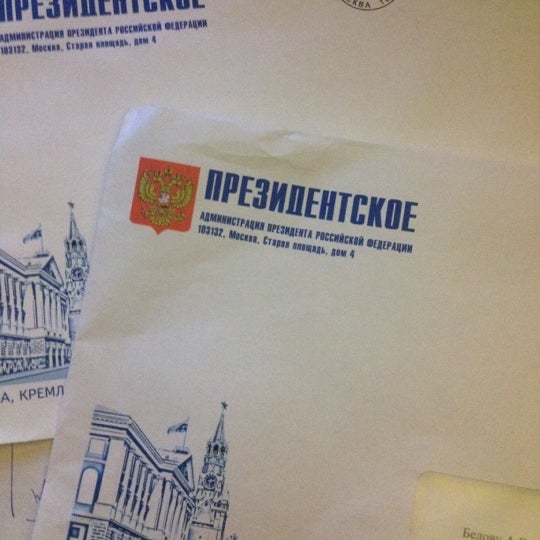 ПРЕЗИДЕНТСКОЕ
АДМИНИСТРАЦИЯ ПРЕЗИДЕНТА РОССИЙСКОЙ ФЕДЕРАЦИИ
103132, Москва, Старая площадь, дом 4
ПРЕЗИДЕНТСКОЕ
АДМИНИСТРАЦИЯ ПРЕЗИДЕНТА РОССИЙСКОЙ ФЕДЕРАЦИИ
103132, Москва, Старая площадь, дом 4
А, КРЕМЛ